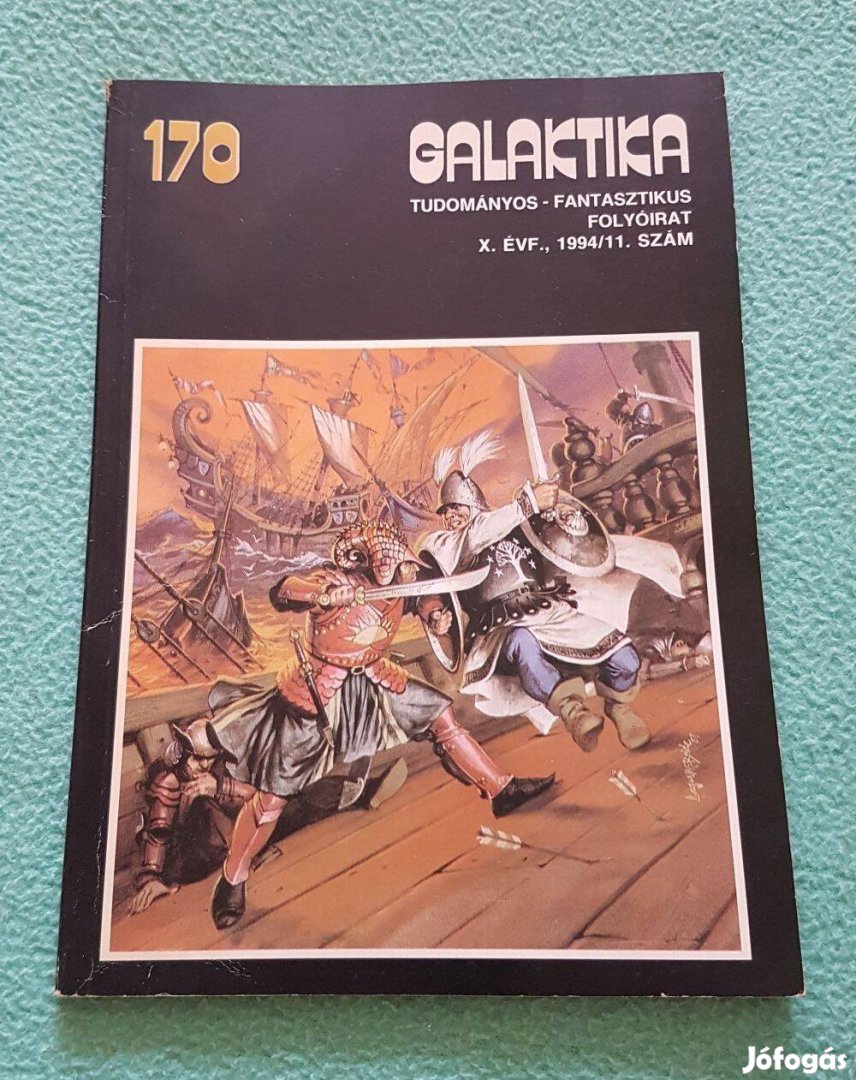 170
GALAKTIKA
TUDOMÁNYOS - FANTASZTIKUS
FOLYÓIRAT
X. ÉVF., 1994/11. SZÁM
Jófogás